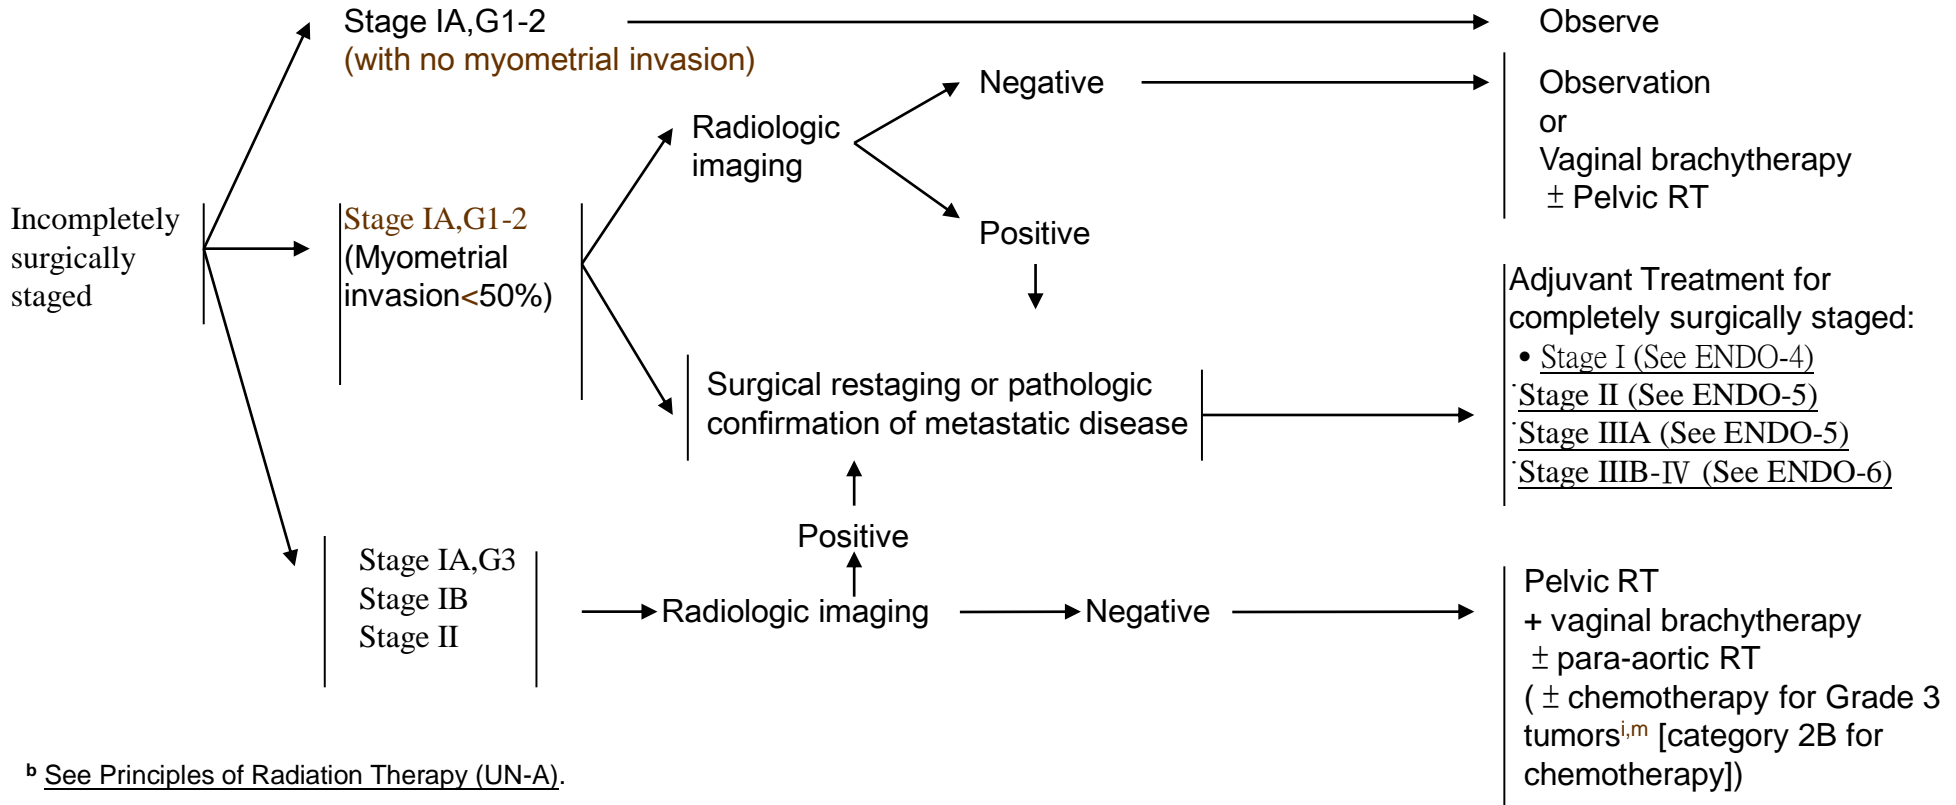 Stage IA,G1-2
(with no myometrial invasion)
Observe
Negative
Observation
or
Vaginal brachytherapy
± Pelvic RT
Radiologic
imaging
Positive
Incompletely
surgically
staged
Stage IA,G1-2
(Myometrial
invasion<50%)
Adjuvant Treatment for
completely surgically staged:
• Stage I (See ENDO-4)
·Stage II (See ENDO-5)
·Stage IIIA (See ENDO-5)
·Stage IIIB-Ⅳ (See ENDO-6)
Surgical restaging or pathologic
confirmation of metastatic disease
Positive
Stage IA,G3
Stage IB
Stage II
Radiologic imaging
Negative
Pelvic RT
+ vaginal brachytherapy
± para-aortic RT
( ± chemotherapy for Grade 3
tumorsi,m [category 2B for
chemotherapy])
b See Principles of Radiation Therapy (UN-A).